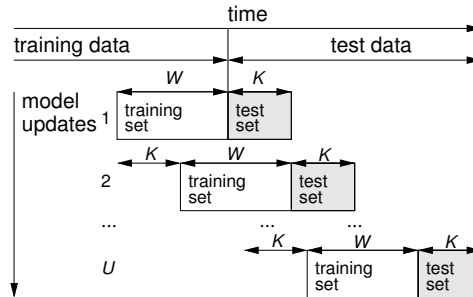 time
training data
test data
W
K
model
updates
1
training
set
test
set
K
W
K
2
training
set
test
set
...
...
...
K
W
K
U
training
set
test
set